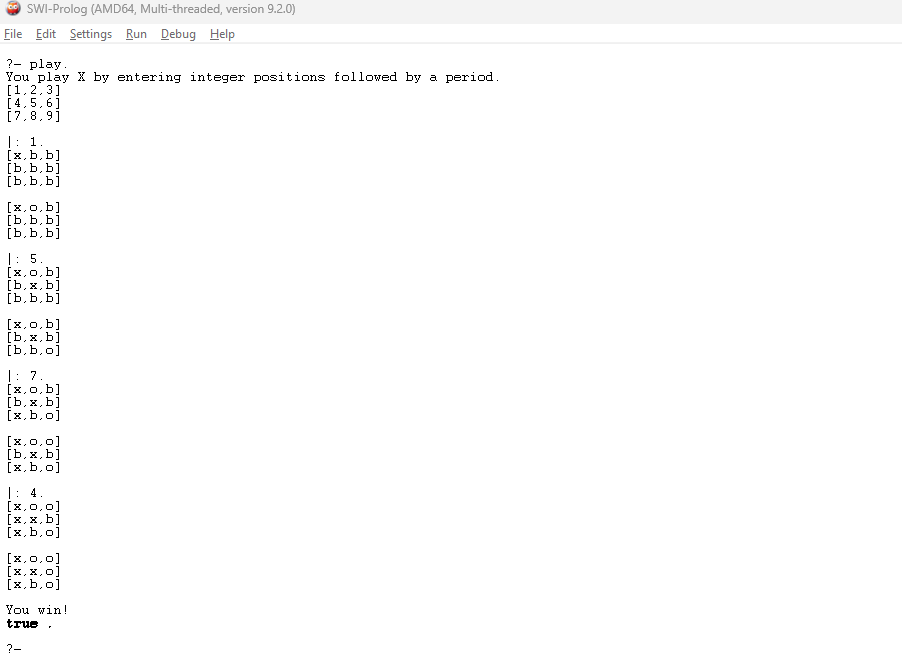 SWI-Prolog (AMD64, Multi-threaded, version 9.2.0)
File Edit Settings Run Debug Help
?- play.
You play X by entering integer positions followed by a period.
[1,2,3]
[4,5,6]
[7,8,9]
|: 1.
[x,b,b]
[b,b,b]
[b,b,b]
[x,o,b]
[b,b,b]
[b,b,b]
|: 5.
[x,o,b]
[b,x,b]
[b,b,b]
[x,o,b]
[b,x,b]
[b,b,o]
|: 7.
[x,o,b]
[b,x,b]
[x,b,o]
[x,o,o]
[b,x,b]
[x,b,o]
|: 4.
[x,o,o]
[x,x,b]
[x,b,o]
[x,o,o]
[x,x,o]
[x,b,o]
You win!
true .
?-